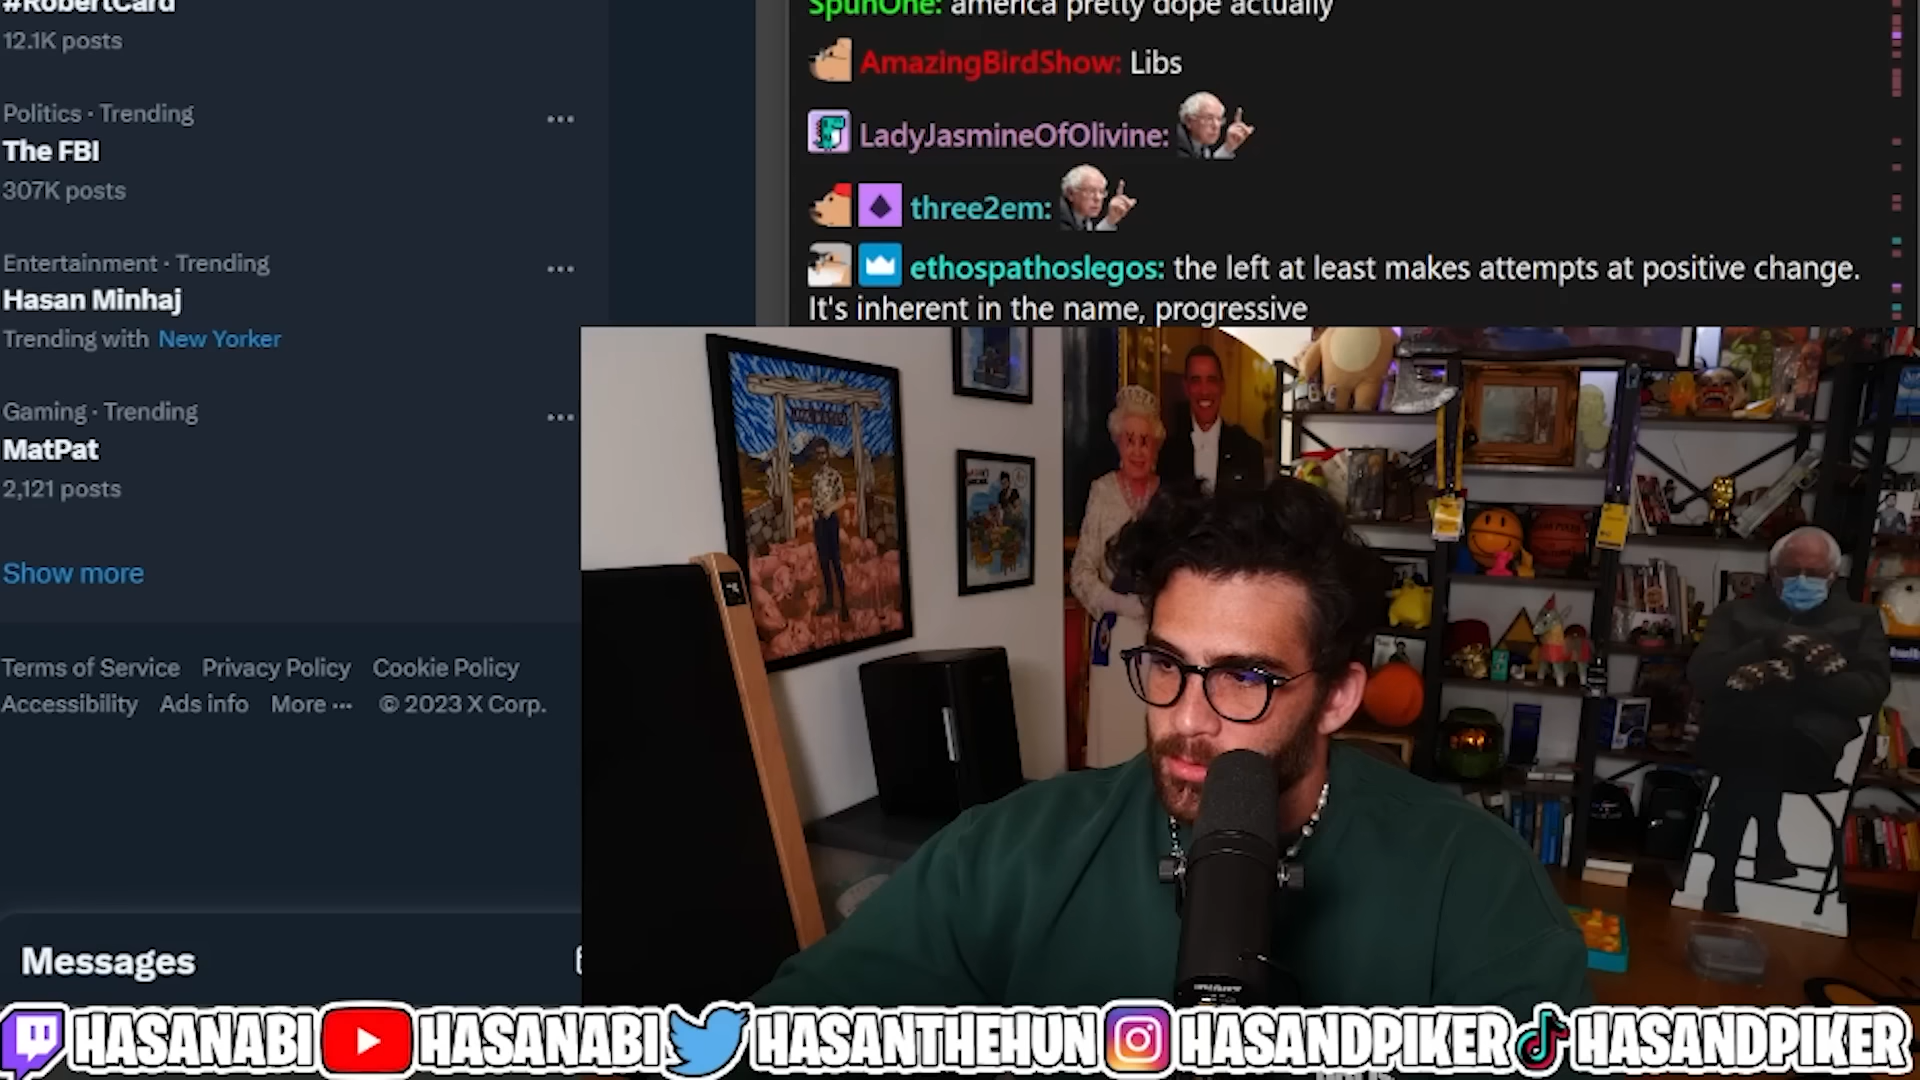 #RobertCard
12.1K posts
Politics · Trending
The FBI
307K posts
Entertainment · Trending
Hasan Minhaj
Trending with New Yorker
Gaming · Trending
MatPat
2,121 posts
Show more
Terms of Service Privacy Policy Cookie Policy
Accessibility Ads info More ··· © 2023 X Corp.
Messages
SpunOne: america pretty dope actually
AmazingBirdShow: Libs
LadyJasmineOfOlivine:
three2em:
ethospathoslegos: the left at least makes attempts at positive change.
It's inherent in the name, progressive
HASANABI HASANABI HASANTHEHUN HASANDPIKER HASANDPIKER